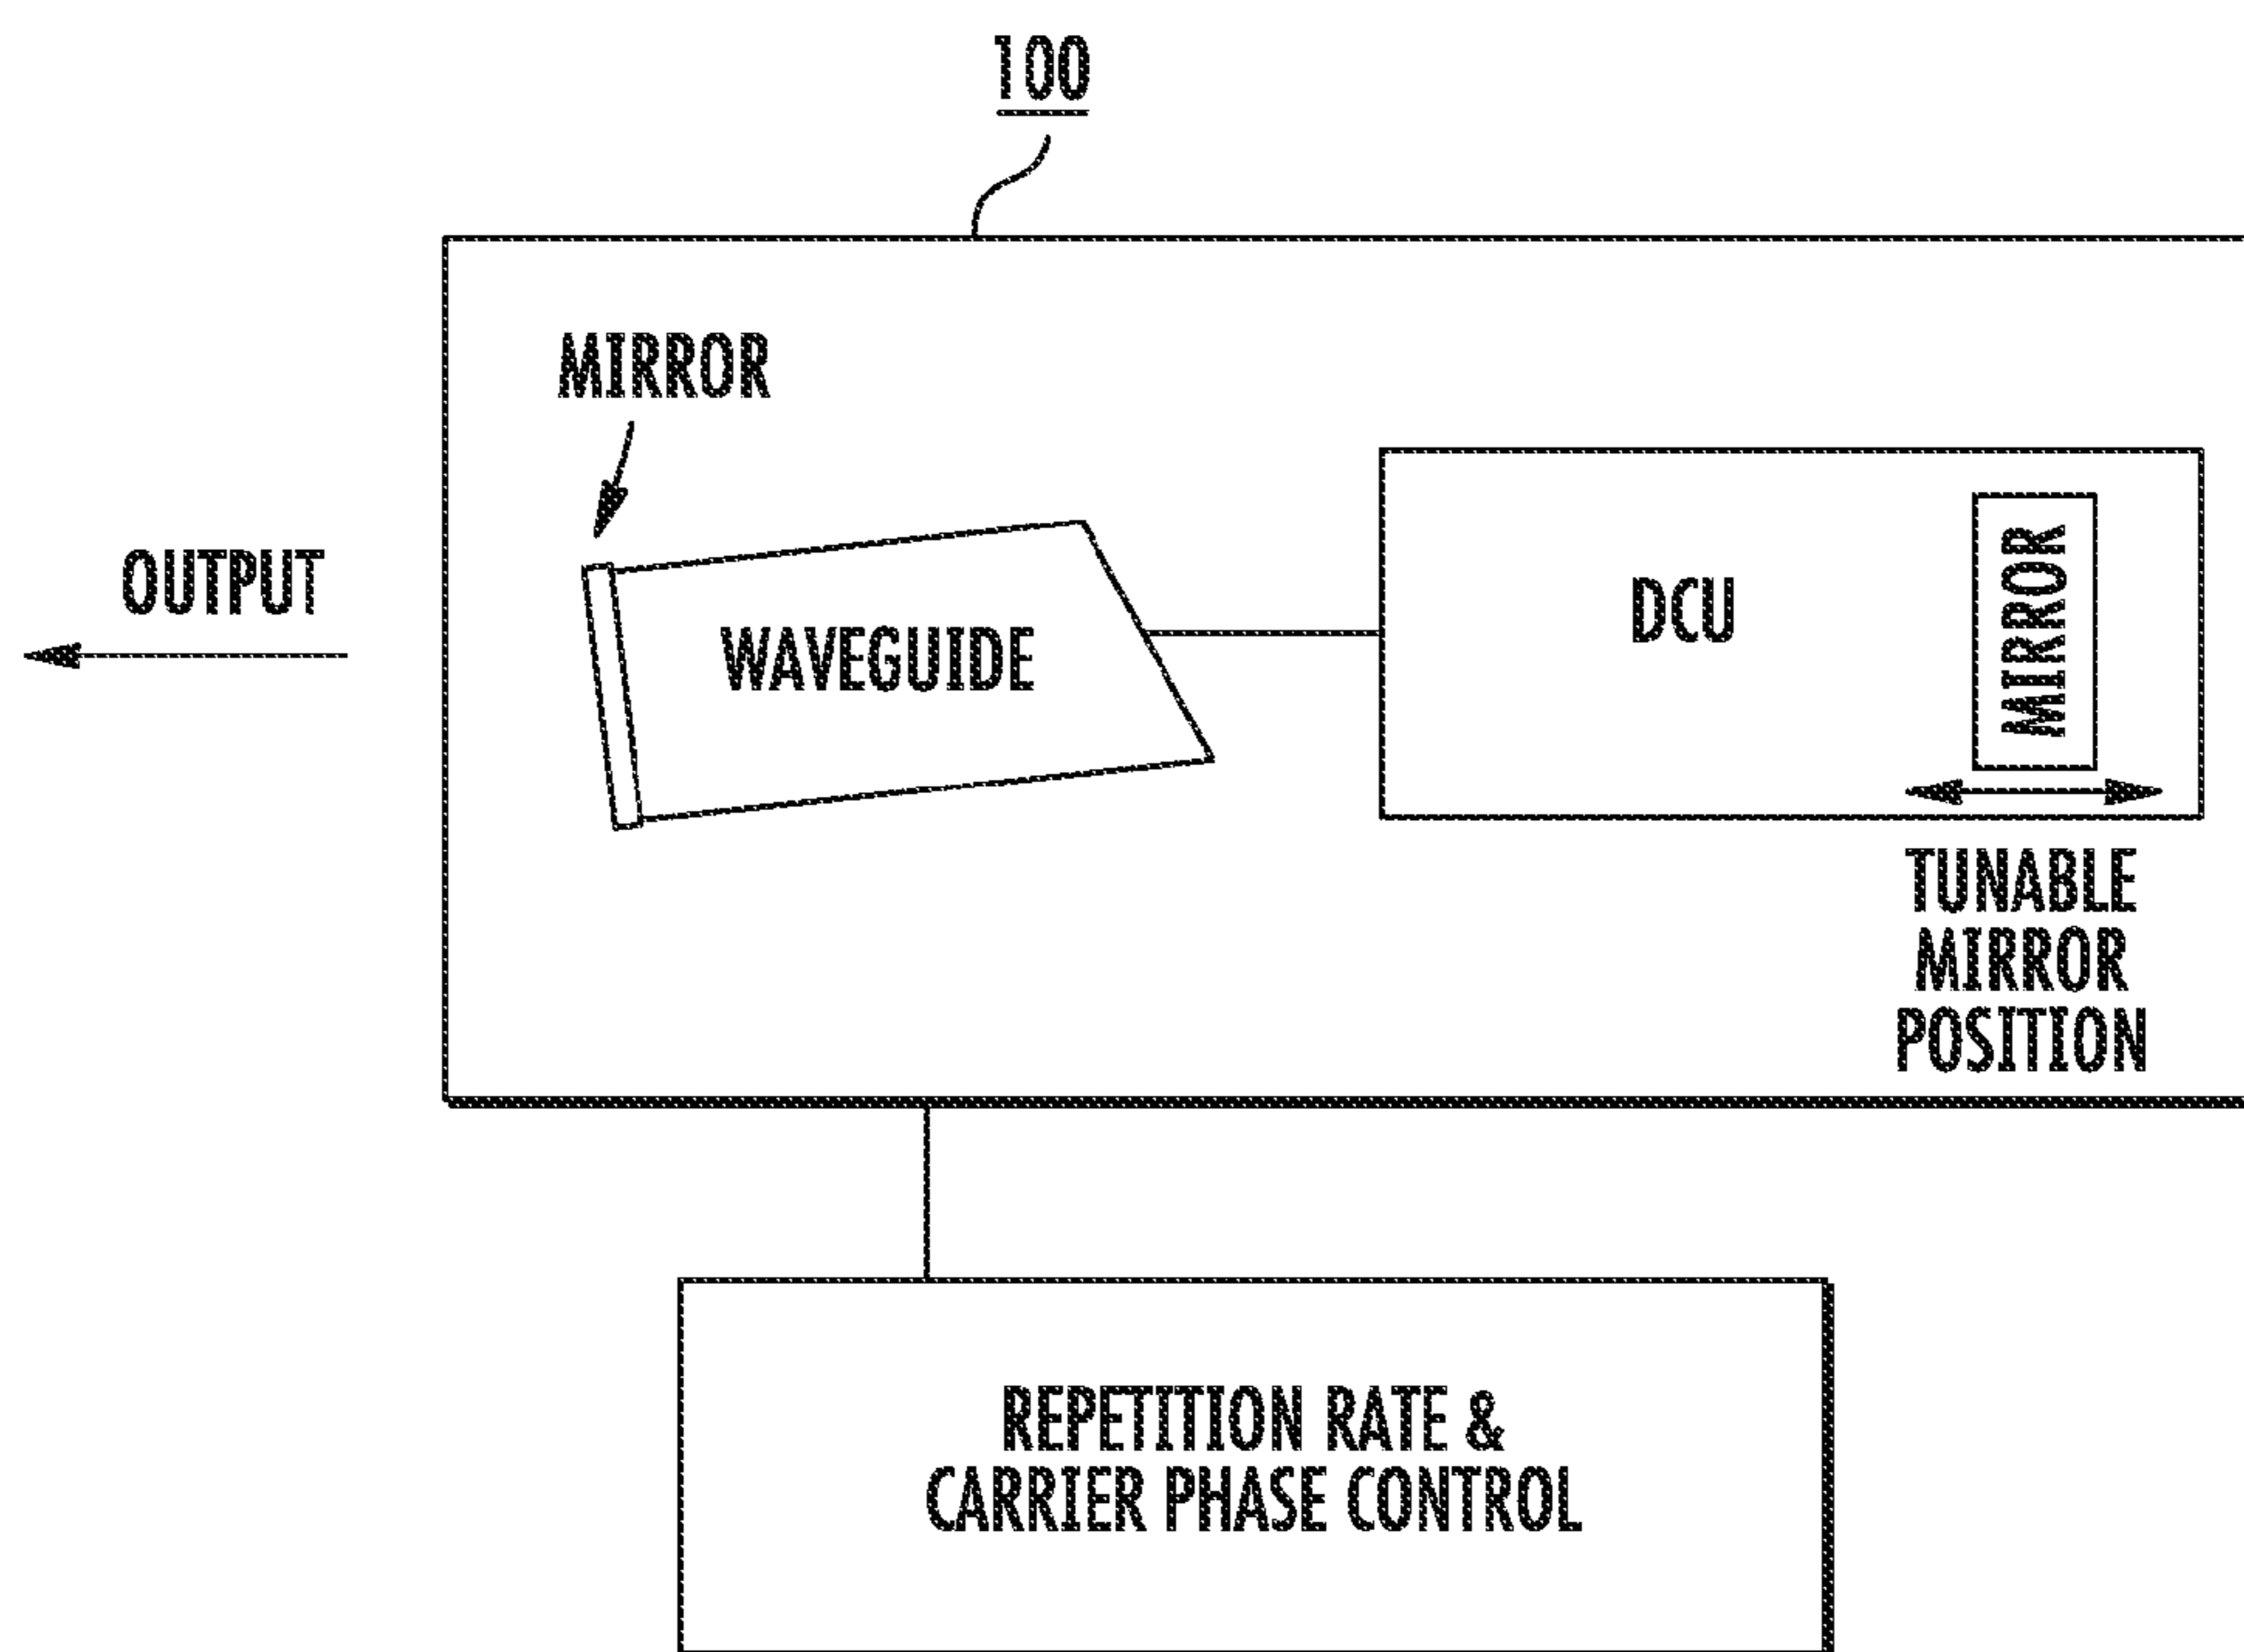 100
MIRROR
OUTPUT
WAVEGUIDE
DCU
MIRROR
TUNABLE
MIRROR
POSITION
REPETITION RATE &
CARRIER PHASE CONTROL